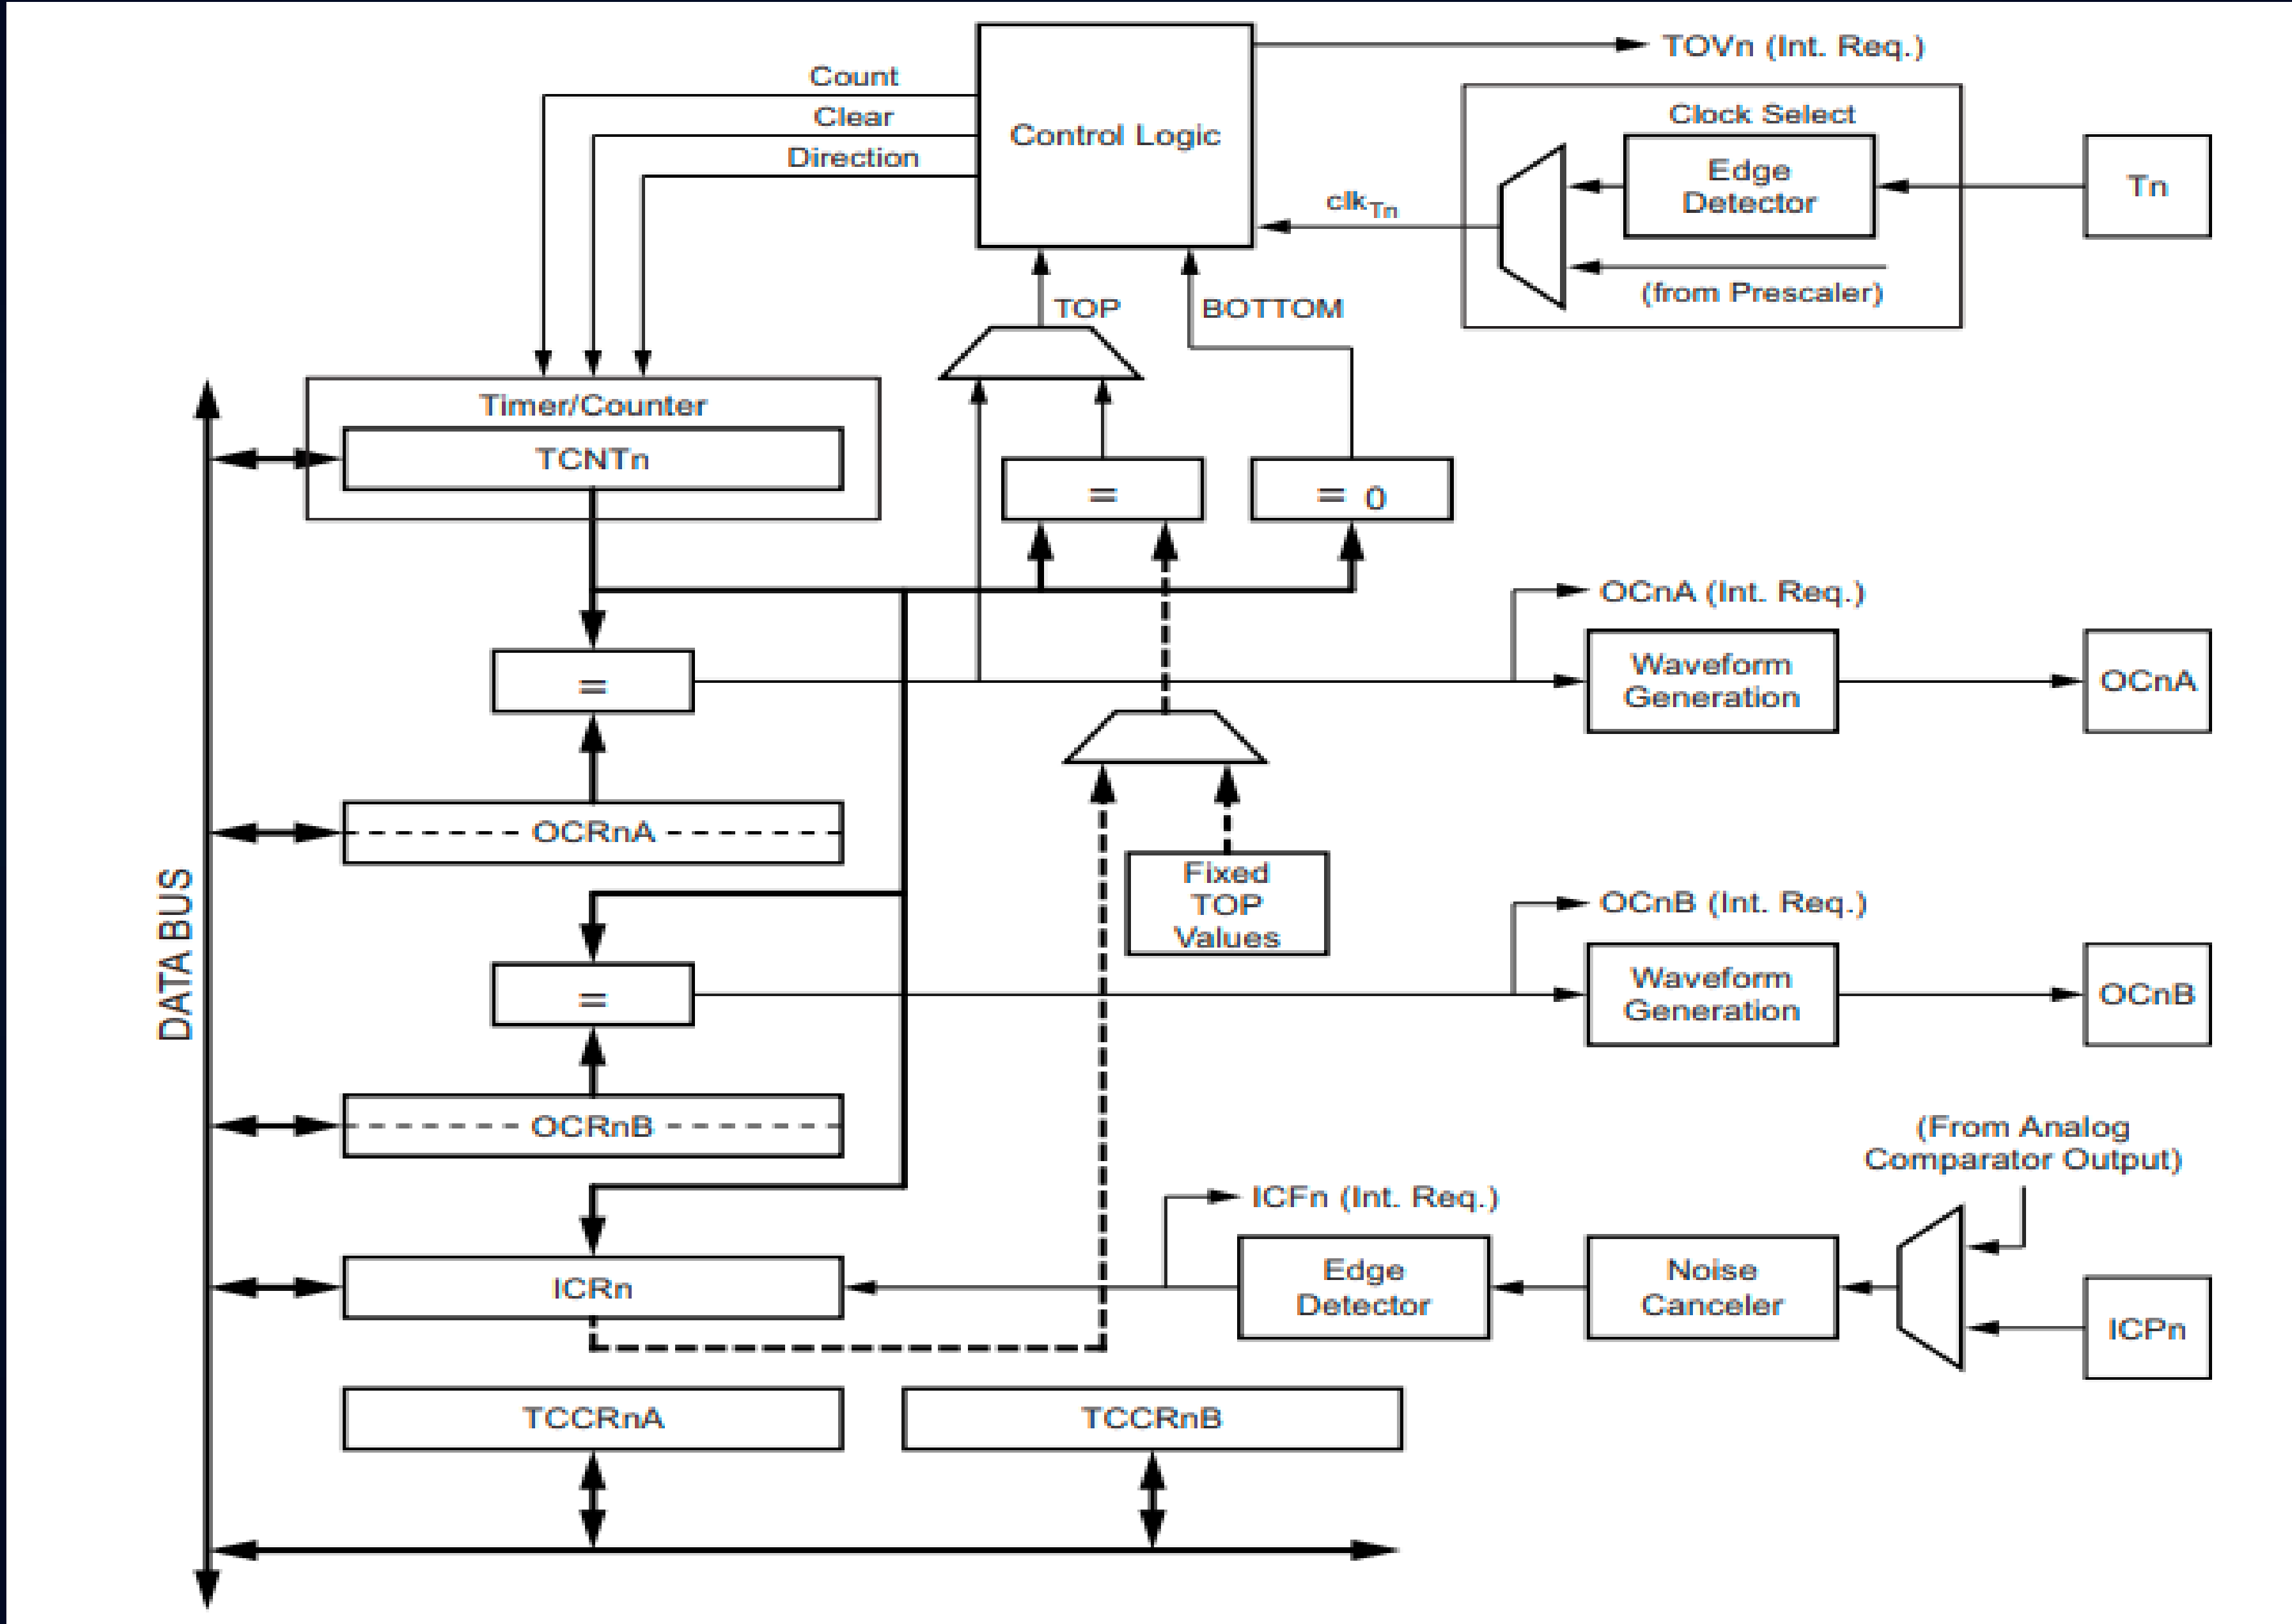 TOVn (Int. Req.)
Count
Clear
Direction
Control Logic
Clock Select
Edge
Detector
Tn
clkTn
(from Prescaler)
TOP
BOTTOM
Timer/Counter
TCNTn
=
= 0
OCnA (Int. Req.)
=
Waveform
Generation
OCnA
OCRnA
Fixed
TOP
Values
DATA BUS
OCnB (Int. Req.)
=
Waveform
Generation
OCnB
OCRnB
(From Analog
Comparator Output)
ICFn (Int. Req.)
ICRn
Edge
Detector
Noise
Canceler
ICPn
TCCRnA
TCCRnB